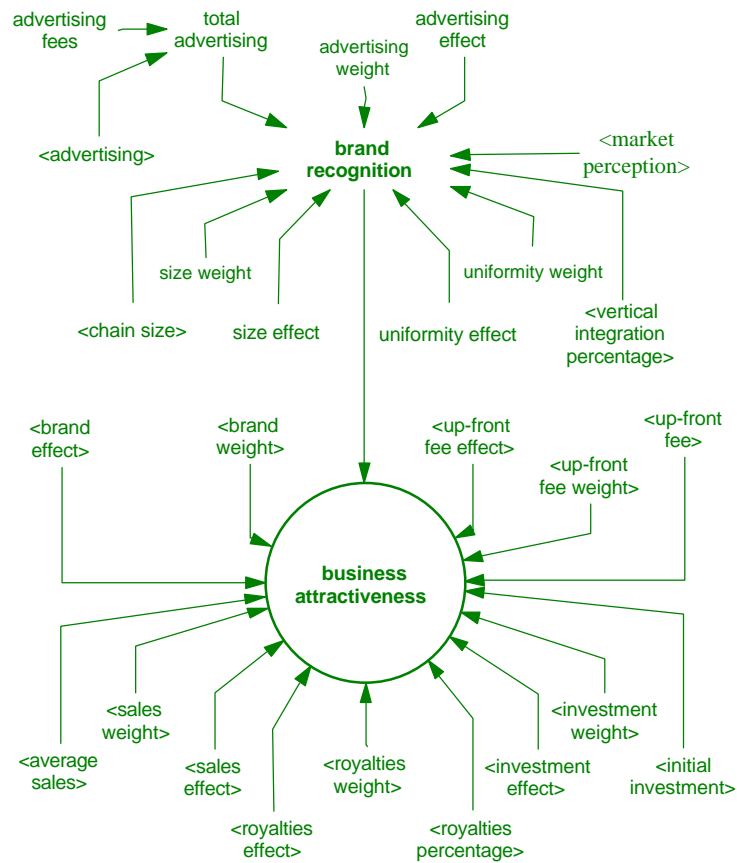 advertising
fees
total
advertising
advertising
weight
advertising
effect
<advertising>
brand
recognition
<market
perception>
size weight
uniformity weight
<chain size>
size effect
uniformity effect
<vertical
integration
percentage>
<brand
effect>
<brand
weight>
<up-front
fee effect>
<up-front
fee weight>
<up-front
fee>
business
attractiveness
<average
sales>
<sales
weight>
<sales
effect>
<royalties
effect>
<royalties
weight>
<royalties
percentage>
<investment
effect>
<investment
weight>
<initial
investment>